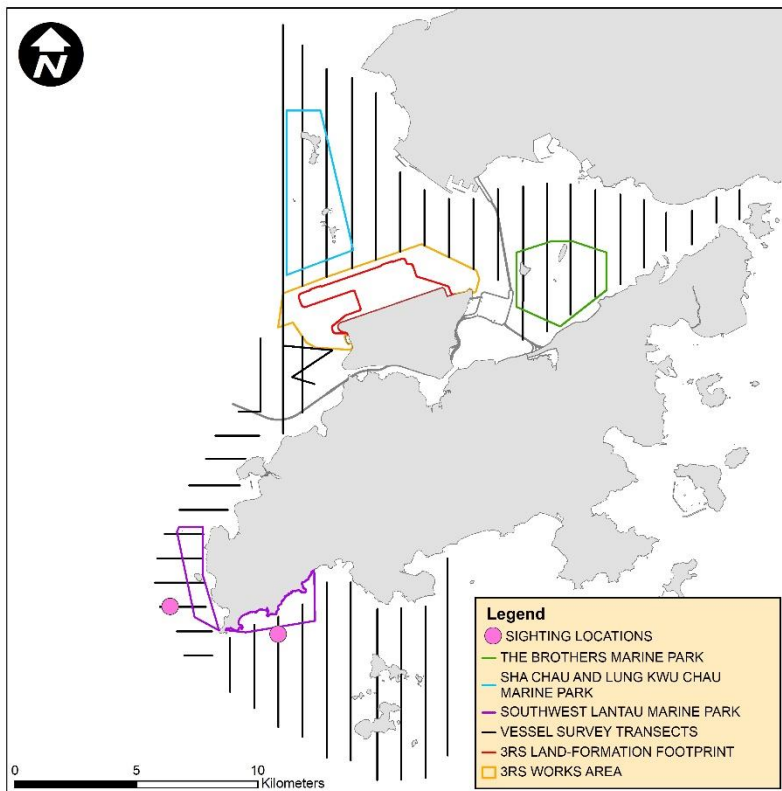 N
Legend
SIGHTING LOCATIONS
THE BROTHERS MARINE PARK
SHA CHAU AND LUNG KWU CHAU
MARINE PARK
SOUTHWEST LANTAU MARINE PARK
VESSEL SURVEY TRANSECTS
3RS LAND-FORMATION FOOTPRINT
3RS WORKS AREA
0 5 10
Kilometers